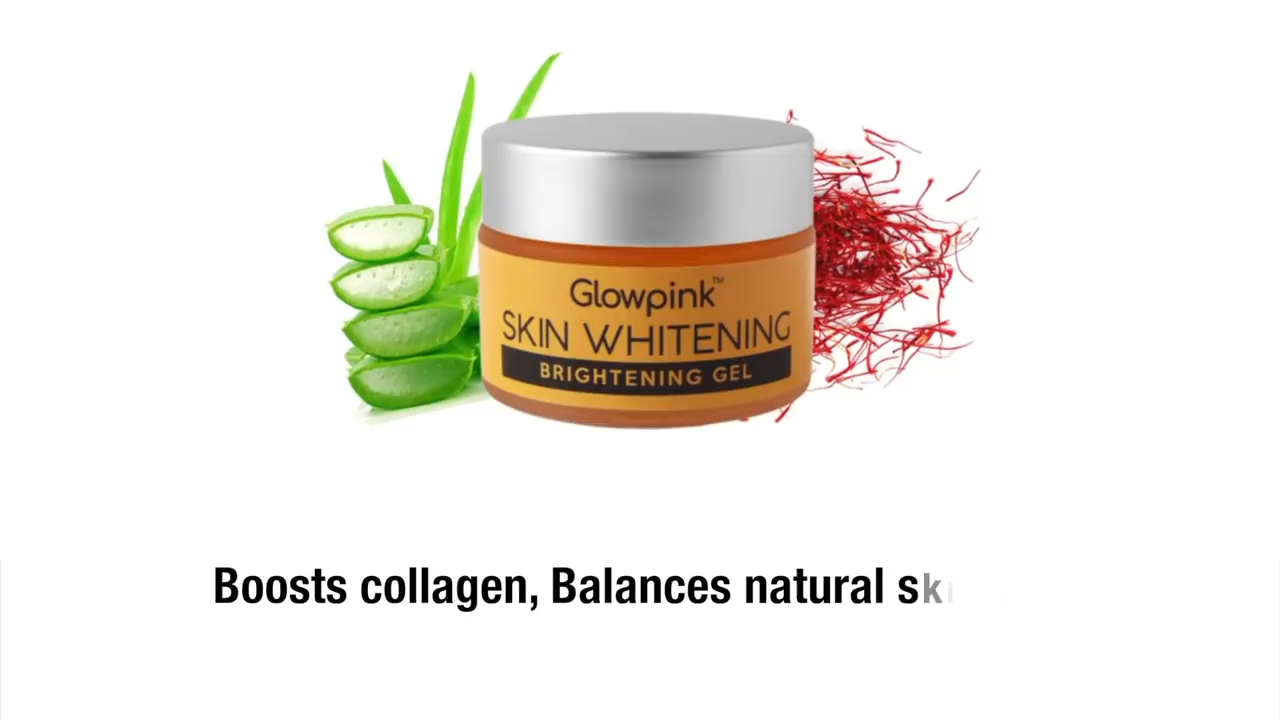 Glowpink™
SKIN WHITENING
BRIGHTENING GEL
Boosts collagen, Balances natural